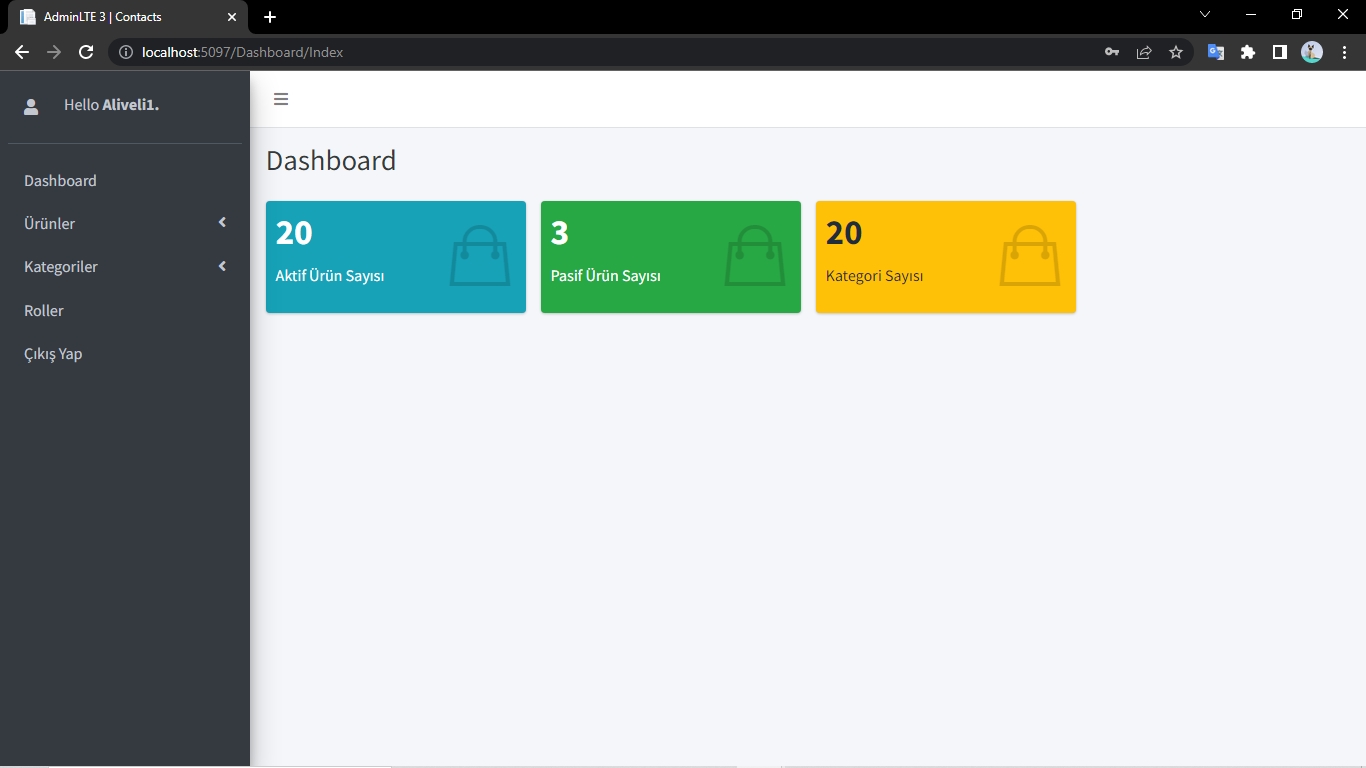 AdminLTE 3 | Contacts
localhost:5097/Dashboard/Index
Hello Aliveli1.
Dashboard
Ürünler
Kategoriler
Roller
Çıkış Yap
Dashboard
20
Aktif Ürün Sayısı
3
Pasif Ürün Sayısı
20
Kategori Sayısı